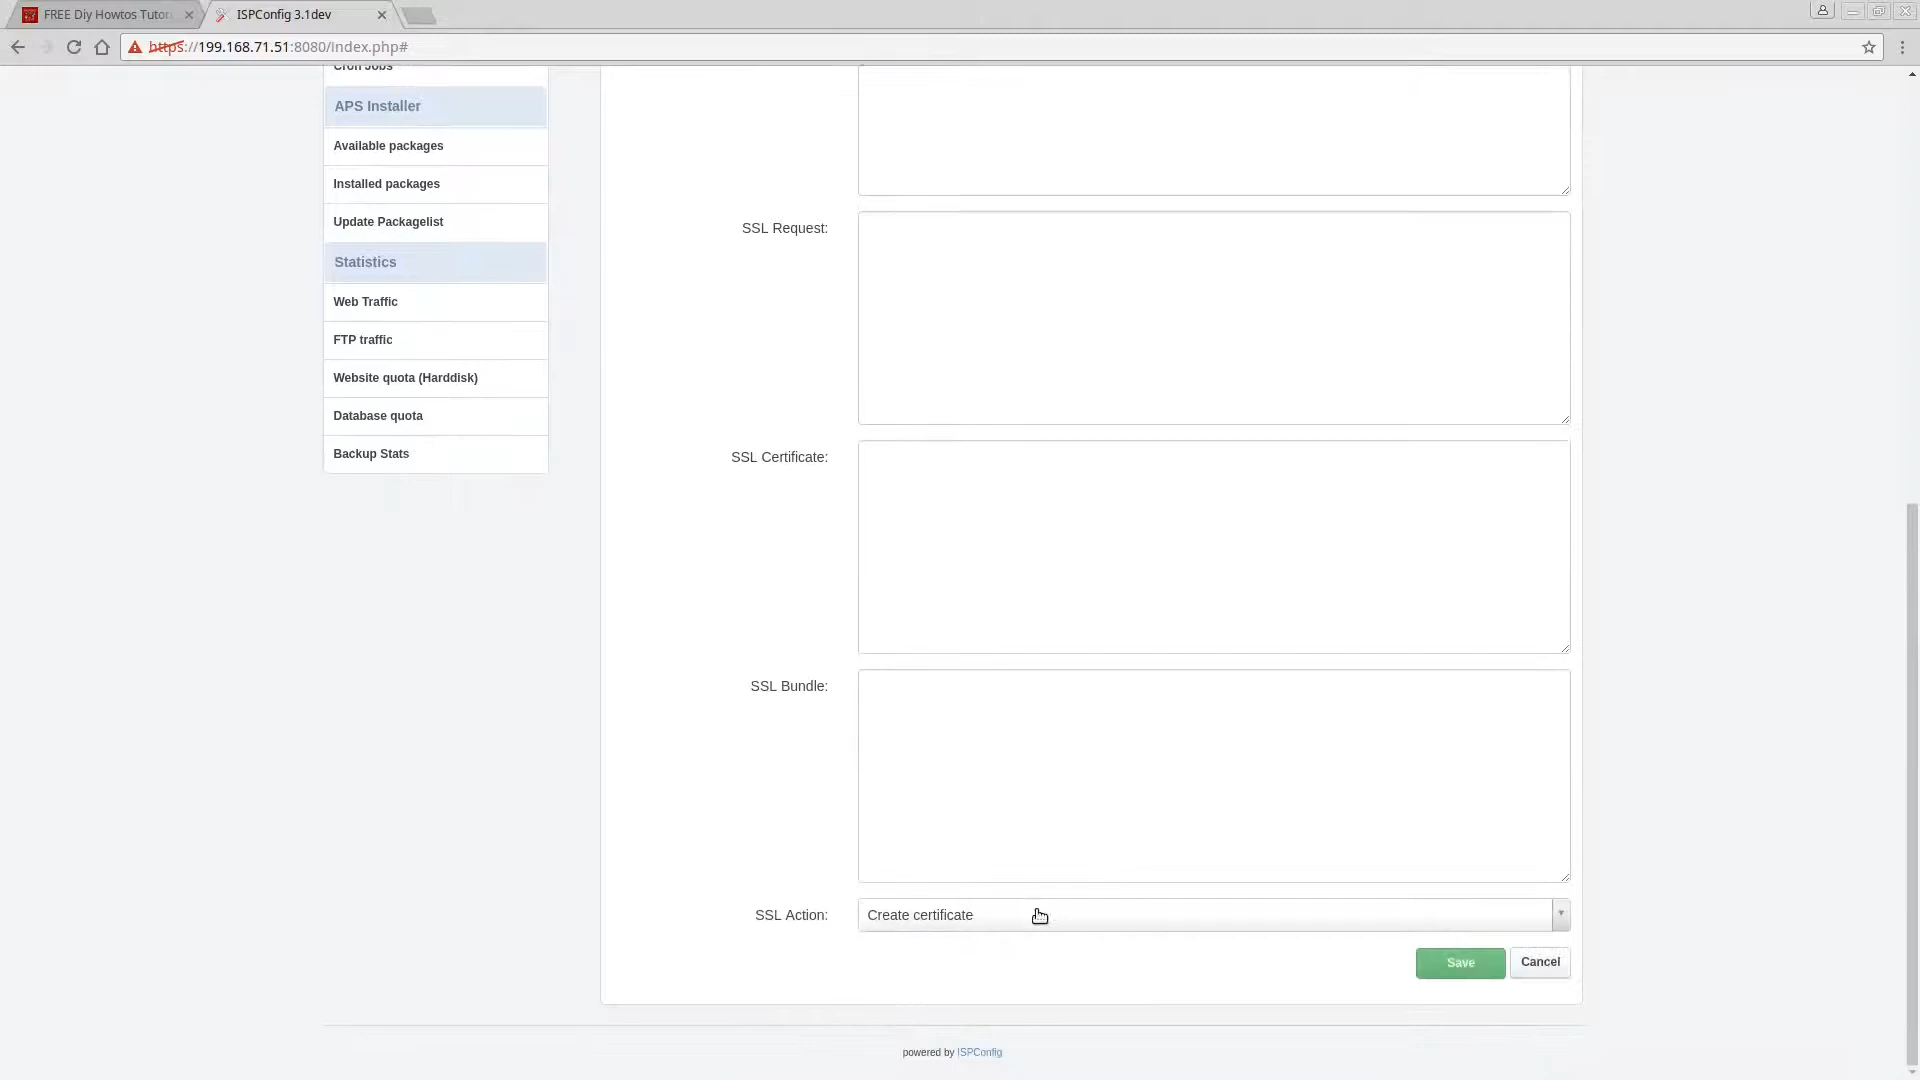 FREE Diy Howtos Tutor
ISPConfig 3.1dev
https://199.168.71.51:8080/index.php#
Cron Jobs
APS Installer
Available packages
Installed packages
Update Packagelist
Statistics
Web Traffic
FTP traffic
Website quota (Harddisk)
Database quota
Backup Stats
SSL Request:
SSL Certificate:
SSL Bundle:
SSL Action:
Create certificate
Save
Cancel
powered by ISPConfig